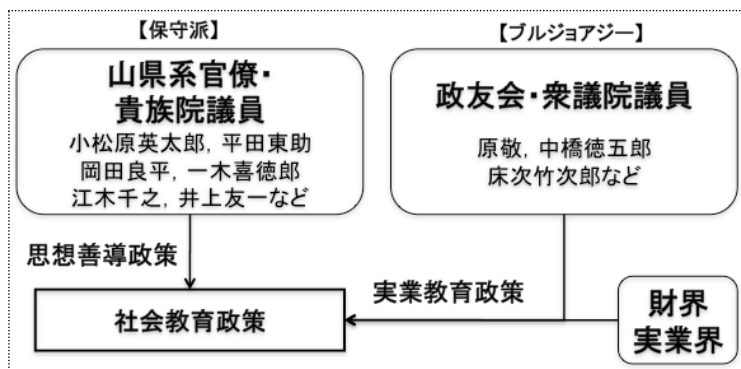 【保守派】
山県系官僚・
貴族院議員
小松原英太郎，平田東助
岡田良平，一木喜徳郎
江木千之，井上友一など
【ブルジョアジー】
政友会・衆議院議員
原敬，中橋徳五郎
床次竹次郎など
思想善導政策
実業教育政策
社会教育政策
財界
実業界